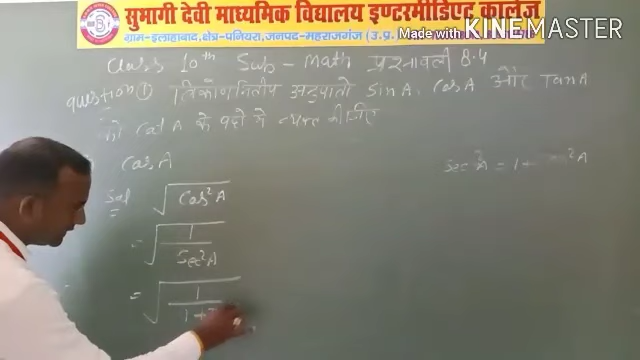 सुमागी देवी माध्यमिक विद्यालय इण्टरमीडिएट कालेज
ग्राम-इलाहाबाद, क्षेत्र-पनियरा, जनपद-महराजगंज (उ.प्र.)
Made with KINEMASTER
Class 10th Sub - Math प्रश्नावली 8.4
question ① त्रिकोणमितीय अनुपातों sin A, Cos A और Tan A
को Cot A के पदों में व्यक्त कीजिए
Cos A
Sec²A = 1 + ²A
Sol = √Cos²A
= √1/Sec²A
= √1/1+